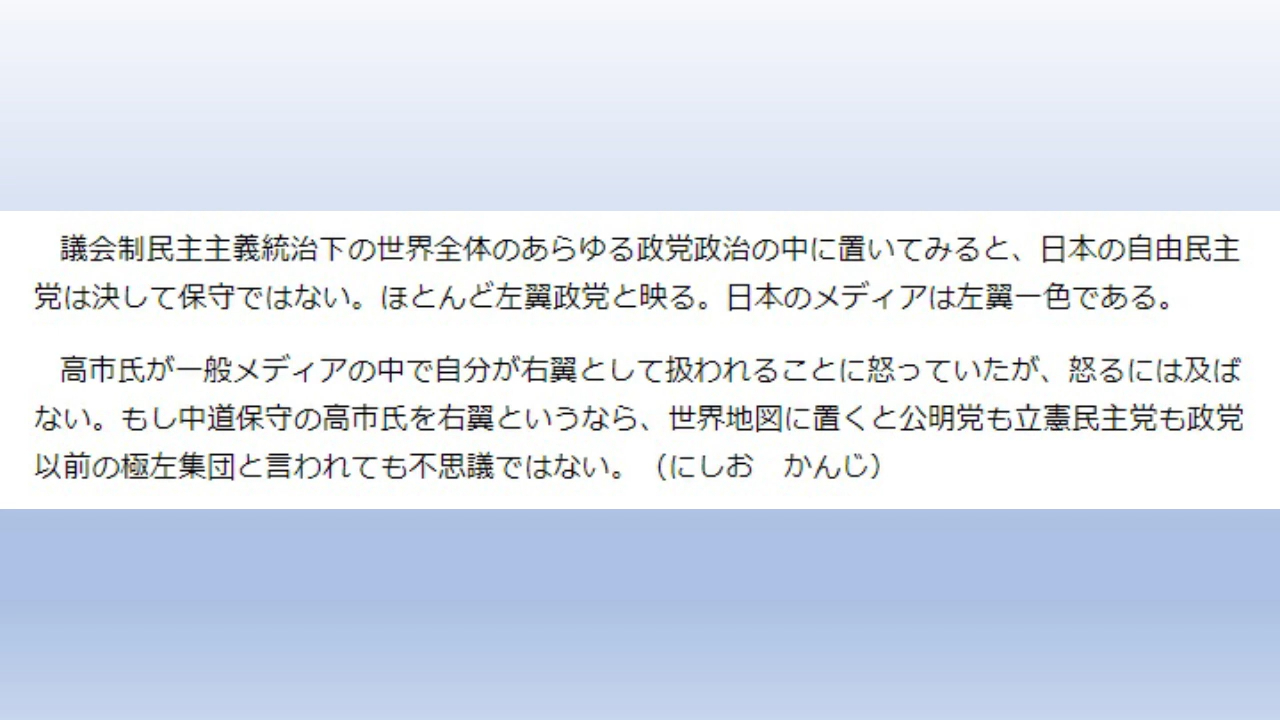 議会制民主主義統治下の世界全体のあらゆる政党政治の中に置いてみると、日本の自由民主
党は決して保守ではない。ほとんど左翼政党と映る。日本のメディアは左翼一色である。
　高市氏が一般メディアの中で自分が右翼として扱われることに怒っていたが、怒るには及ば
ない。もし中道保守の高市氏を右翼というなら、世界地図に置くと公明党も立憲民主党も政党
以前の極左集団と言われても不思議ではない。（にしお　かんじ）